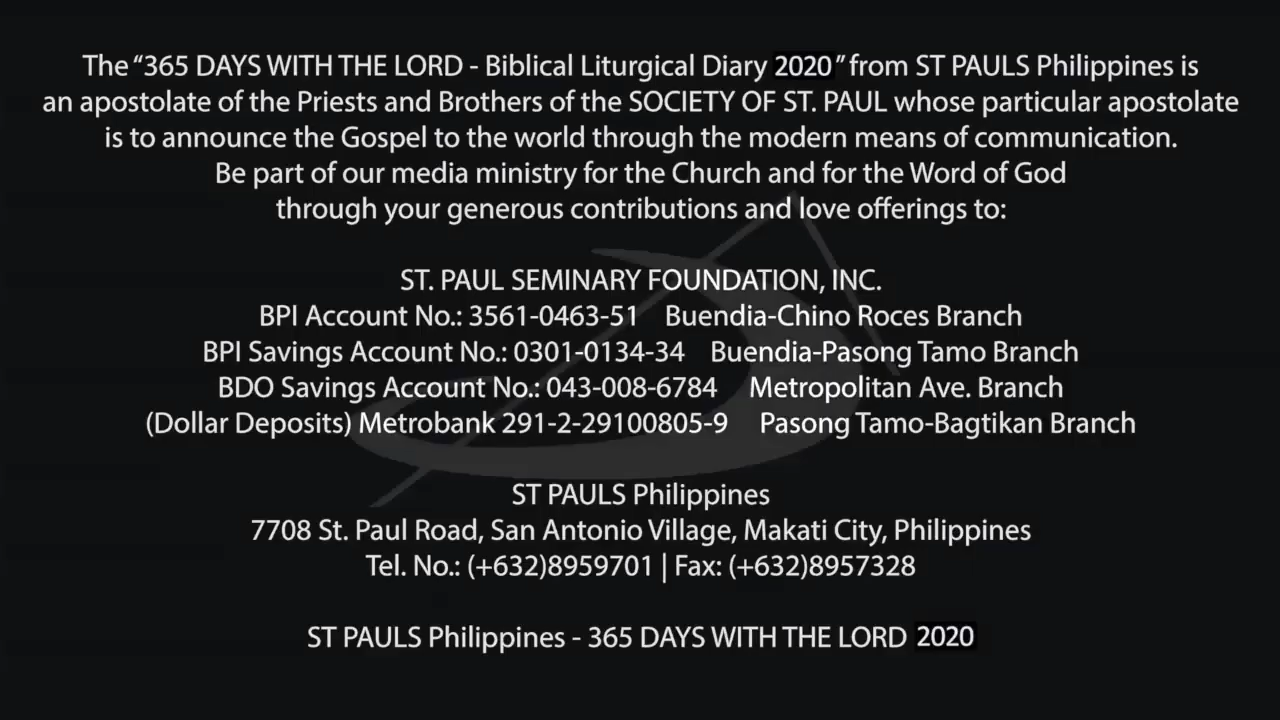 The “365 DAYS WITH THE LORD - Biblical Liturgical Diary 2020” from ST PAULS Philippines is
an apostolate of the Priests and Brothers of the SOCIETY OF ST. PAUL whose particular apostolate
is to announce the Gospel to the world through the modern means of communication.
Be part of our media ministry for the Church and for the Word of God
through your generous contributions and love offerings to:
ST. PAUL SEMINARY FOUNDATION, INC.
BPI Account No.: 3561-0463-51 Buendia-Chino Roces Branch
BPI Savings Account No.: 0301-0134-34 Buendia-Pasong Tamo Branch
BDO Savings Account No.: 043-008-6784 Metropolitan Ave. Branch
(Dollar Deposits) Metrobank 291-2-29100805-9 Pasong Tamo-Bagtikan Branch
ST PAULS Philippines
7708 St. Paul Road, San Antonio Village, Makati City, Philippines
Tel. No.: (+632)8959701 | Fax: (+632)8957328
ST PAULS Philippines - 365 DAYS WITH THE LORD 2020